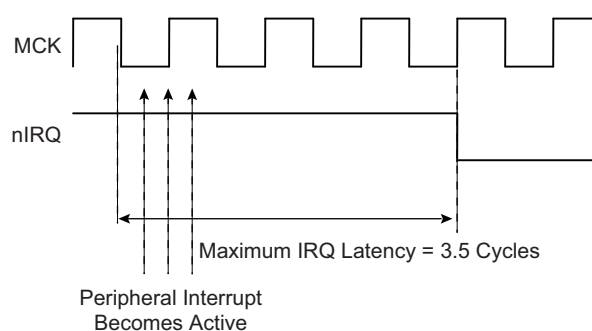 MCK
nIRQ
Maximum IRQ Latency = 3.5 Cycles
Peripheral Interrupt
Becomes Active